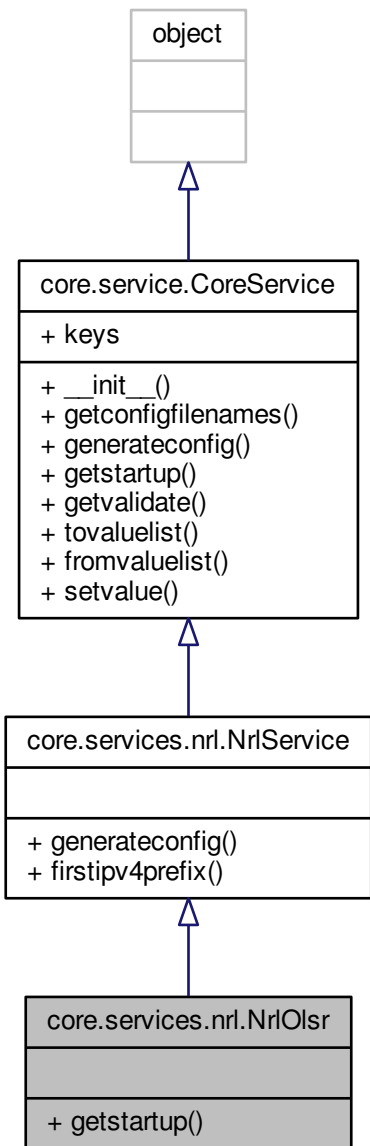 object
core.service.CoreService
+ keys
+ __init__()
+ getconfigfilenames()
+ generateconfig()
+ getstartup()
+ getvalidate()
+ tovaluelist()
+ fromvaluelist()
+ setvalue()
core.services.nrl.NrlService
+ generateconfig()
+ firstipv4prefix()
core.services.nrl.NrlOlsr
+ getstartup()